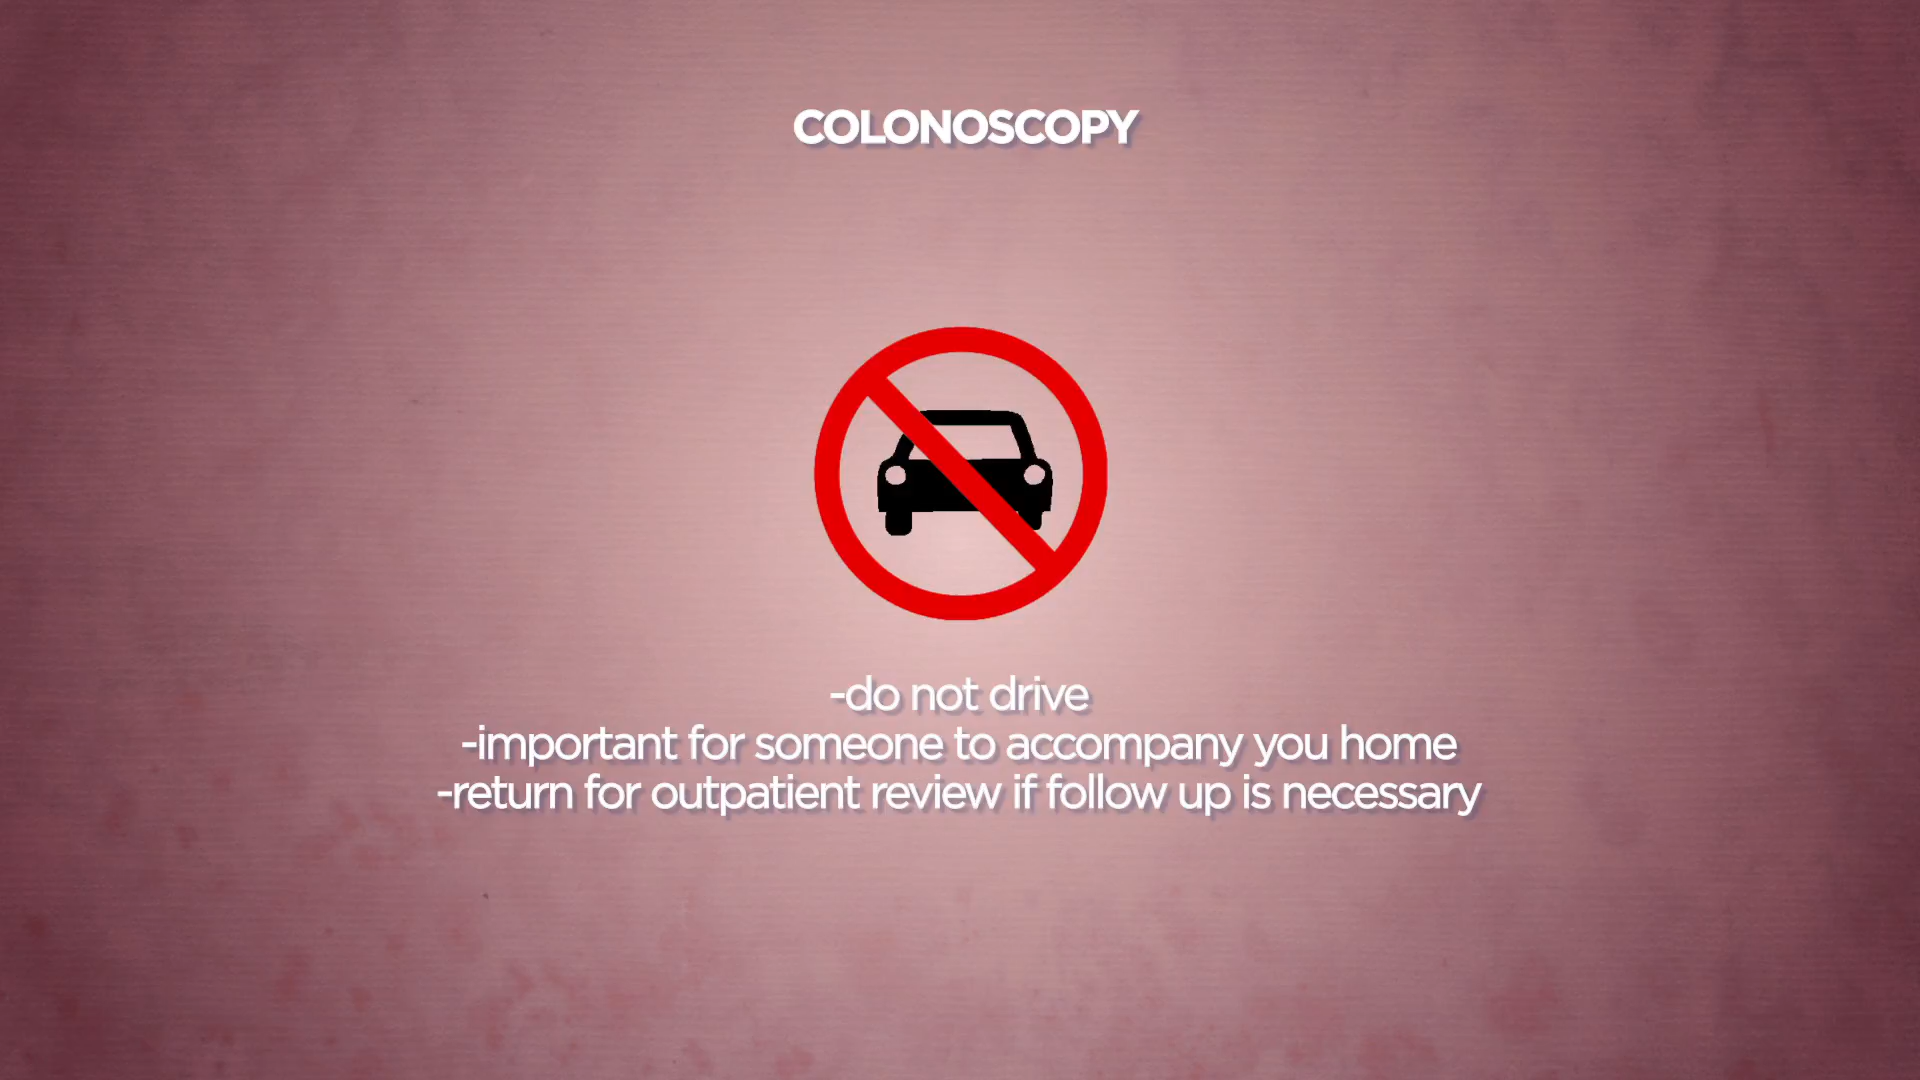 COLONOSCOPY
-do not drive
-important for someone to accompany you home
-return for outpatient review if follow up is necessary